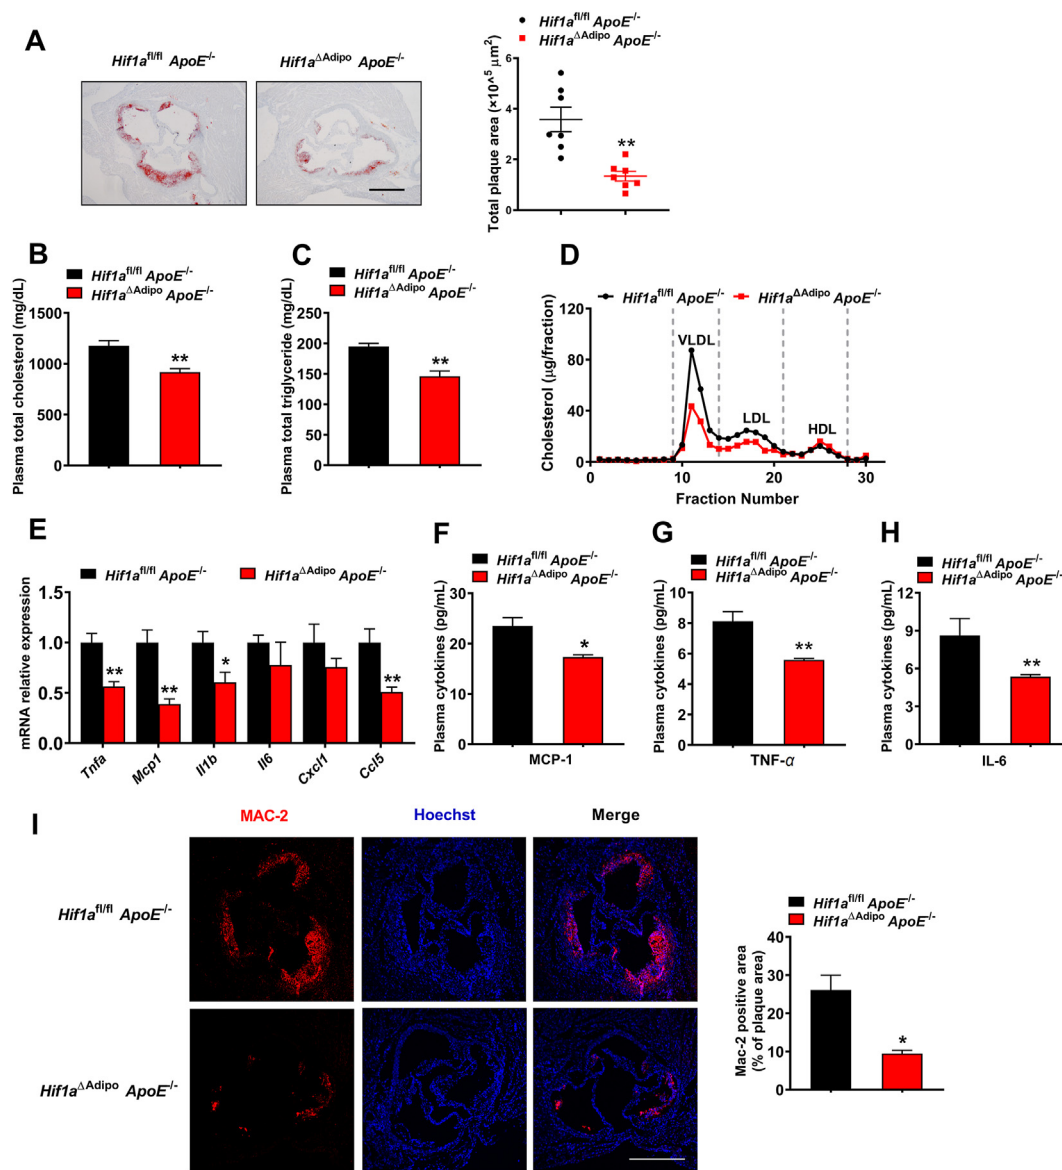 A
Hif1a^fl/fl ApoE^-/-
Hif1a^ΔAdipo ApoE^-/-
Hif1a^fl/fl ApoE^-/-
Hif1a^ΔAdipo ApoE^-/-
Total plaque area (×10^5 μm²)
6
4
2
0
**
B
Hif1a^fl/fl ApoE^-/-
Hif1a^ΔAdipo ApoE^-/-
Plasma total cholesterol (mg/dL)
1500
1000
500
0
**
C
Hif1a^fl/fl ApoE^-/-
Hif1a^ΔAdipo ApoE^-/-
Plasma total triglyceride (mg/dL)
250
200
150
100
50
0
**
D
Hif1a^fl/fl ApoE^-/-
Hif1a^ΔAdipo ApoE^-/-
Cholesterol (μg/fraction)
120
80
40
0
VLDL
LDL
HDL
0 10 20 30
Fraction Number
E
Hif1a^fl/fl ApoE^-/-
Hif1a^ΔAdipo ApoE^-/-
mRNA relative expression
1.5
1.0
0.5
0.0
** ** * **
Tnfa Mcp1 Il1b Il6 Cxcl1 Ccl5
F
Hif1a^fl/fl ApoE^-/-
Hif1a^ΔAdipo ApoE^-/-
Plasma cytokines (pg/mL)
30
20
10
0
*
MCP-1
G
Hif1a^fl/fl ApoE^-/-
Hif1a^ΔAdipo ApoE^-/-
Plasma cytokines (pg/mL)
8
6
4
2
0
**
TNF-α
H
Hif1a^fl/fl ApoE^-/-
Hif1a^ΔAdipo ApoE^-/-
Plasma cytokines (pg/mL)
12
9
6
3
0
**
IL-6
I
MAC-2
Hoechst
Merge
Hif1a^fl/fl ApoE^-/-
Hif1a^ΔAdipo ApoE^-/-
Hif1a^fl/fl ApoE^-/-
Hif1a^ΔAdipo ApoE^-/-
Mac-2 positive area
(% of plaque area)
40
30
20
10
0
*